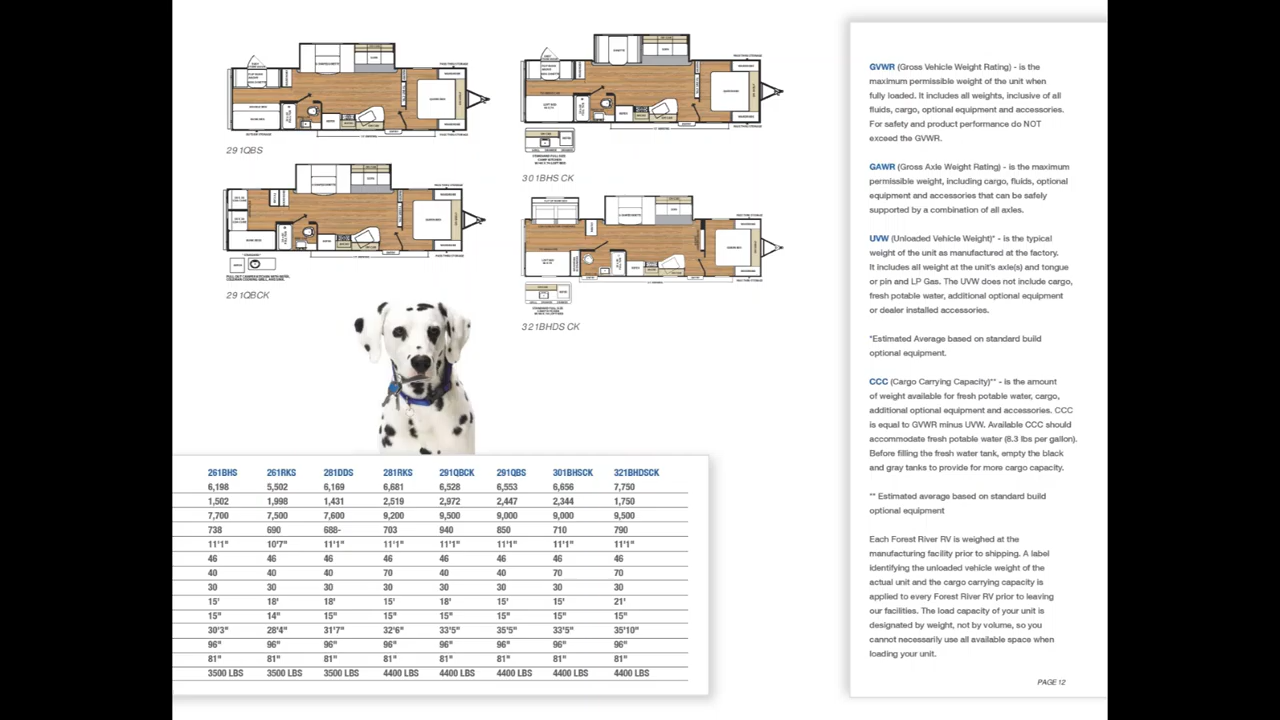 291QBS
301BHS CK
291QBCK
321BHDS CK
261BHS 261RKS 281DDS 281RKS 291QBCK 291QBS 301BHSCK 321BHDSCK
6,198 5,502 6,169 6,681 6,528 6,553 6,656 7,750
1,502 1,998 1,431 2,519 2,972 2,447 2,344 1,750
7,700 7,500 7,600 9,200 9,500 9,000 9,000 9,500
738 690 688- 703 940 850 710 790
11'1" 10'7" 11'1" 11'1" 11'1" 11'1" 11'1" 11'1"
46 46 46 46 46 46 46 46
40 40 40 70 40 40 70 70
30 30 30 30 30 30 30 30
15' 18' 18' 15' 18' 15' 15' 21'
15" 14" 15" 15" 15" 15" 15" 15"
30'3" 28'4" 31'7" 32'6" 33'5" 35'5" 33'5" 35'10"
96" 96" 96" 96" 96" 96" 96" 96"
81" 81" 81" 81" 81" 81" 81" 81"
3500 LBS 3500 LBS 3500 LBS 4400 LBS 4400 LBS 4400 LBS 4400 LBS 4400 LBS
GVWR (Gross Vehicle Weight Rating) - is the
maximum permissible weight of the unit when
fully loaded. It includes all weights, inclusive of all
fluids, cargo, optional equipment and accessories.
For safety and product performance do NOT
exceed the GVWR.
GAWR (Gross Axle Weight Rating) - is the maximum
permissible weight, including cargo, fluids, optional
equipment and accessories that can be safely
supported by a combination of all axles.
UVW (Unloaded Vehicle Weight)* - is the typical
weight of the unit as manufactured at the factory.
It includes all weight at the unit's axle(s) and tongue
or pin and LP Gas. The UVW does not include cargo,
fresh potable water, additional optional equipment
or dealer installed accessories.
*Estimated Average based on standard build
optional equipment.
CCC (Cargo Carrying Capacity)** - is the amount
of weight available for fresh potable water, cargo,
additional optional equipment and accessories. CCC
is equal to GVWR minus UVW. Available CCC should
accommodate fresh potable water (8.3 lbs per gallon).
Before filling the fresh water tank, empty the black
and gray tanks to provide for more cargo capacity.
** Estimated average based on standard build
optional equipment
Each Forest River RV is weighed at the
manufacturing facility prior to shipping. A label
identifying the unloaded vehicle weight of the
actual unit and the cargo carrying capacity is
applied to every Forest River RV prior to leaving
our facilities. The load capacity of your unit is
designated by weight, not by volume, so you
cannot necessarily use all available space when
loading your unit.
PAGE 12